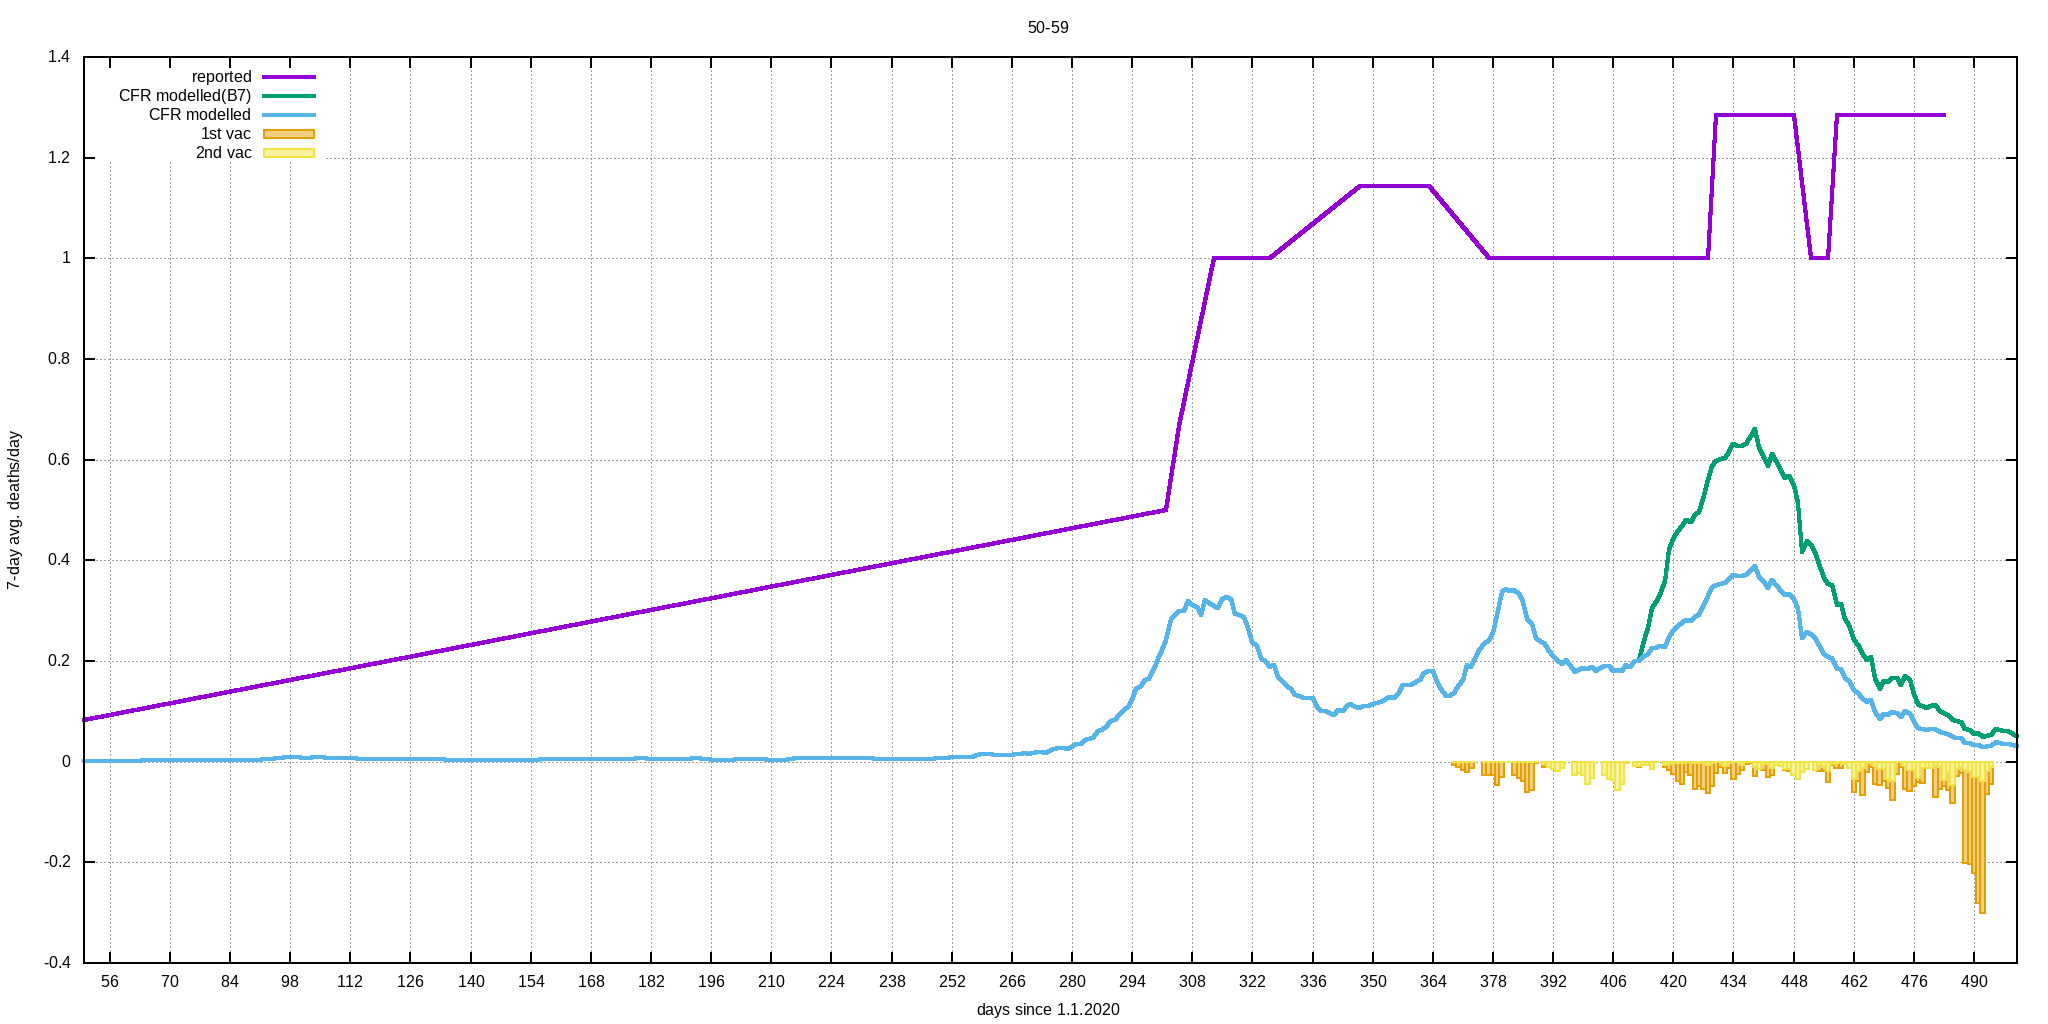 50-59
1.4
1.2
1
0.8
0.6
0.4
0.2
0
-0.2
-0.4
7-day avg. deaths/day
reported
CFR modelled(B7)
CFR modelled
1st vac
2nd vac
56 70 84 98 112 126 140 154 168 182 196 210 224 238 252 266 280 294 308 322 336 350 364 378 392 406 420 434 448 462 476 490
days since 1.1.2020